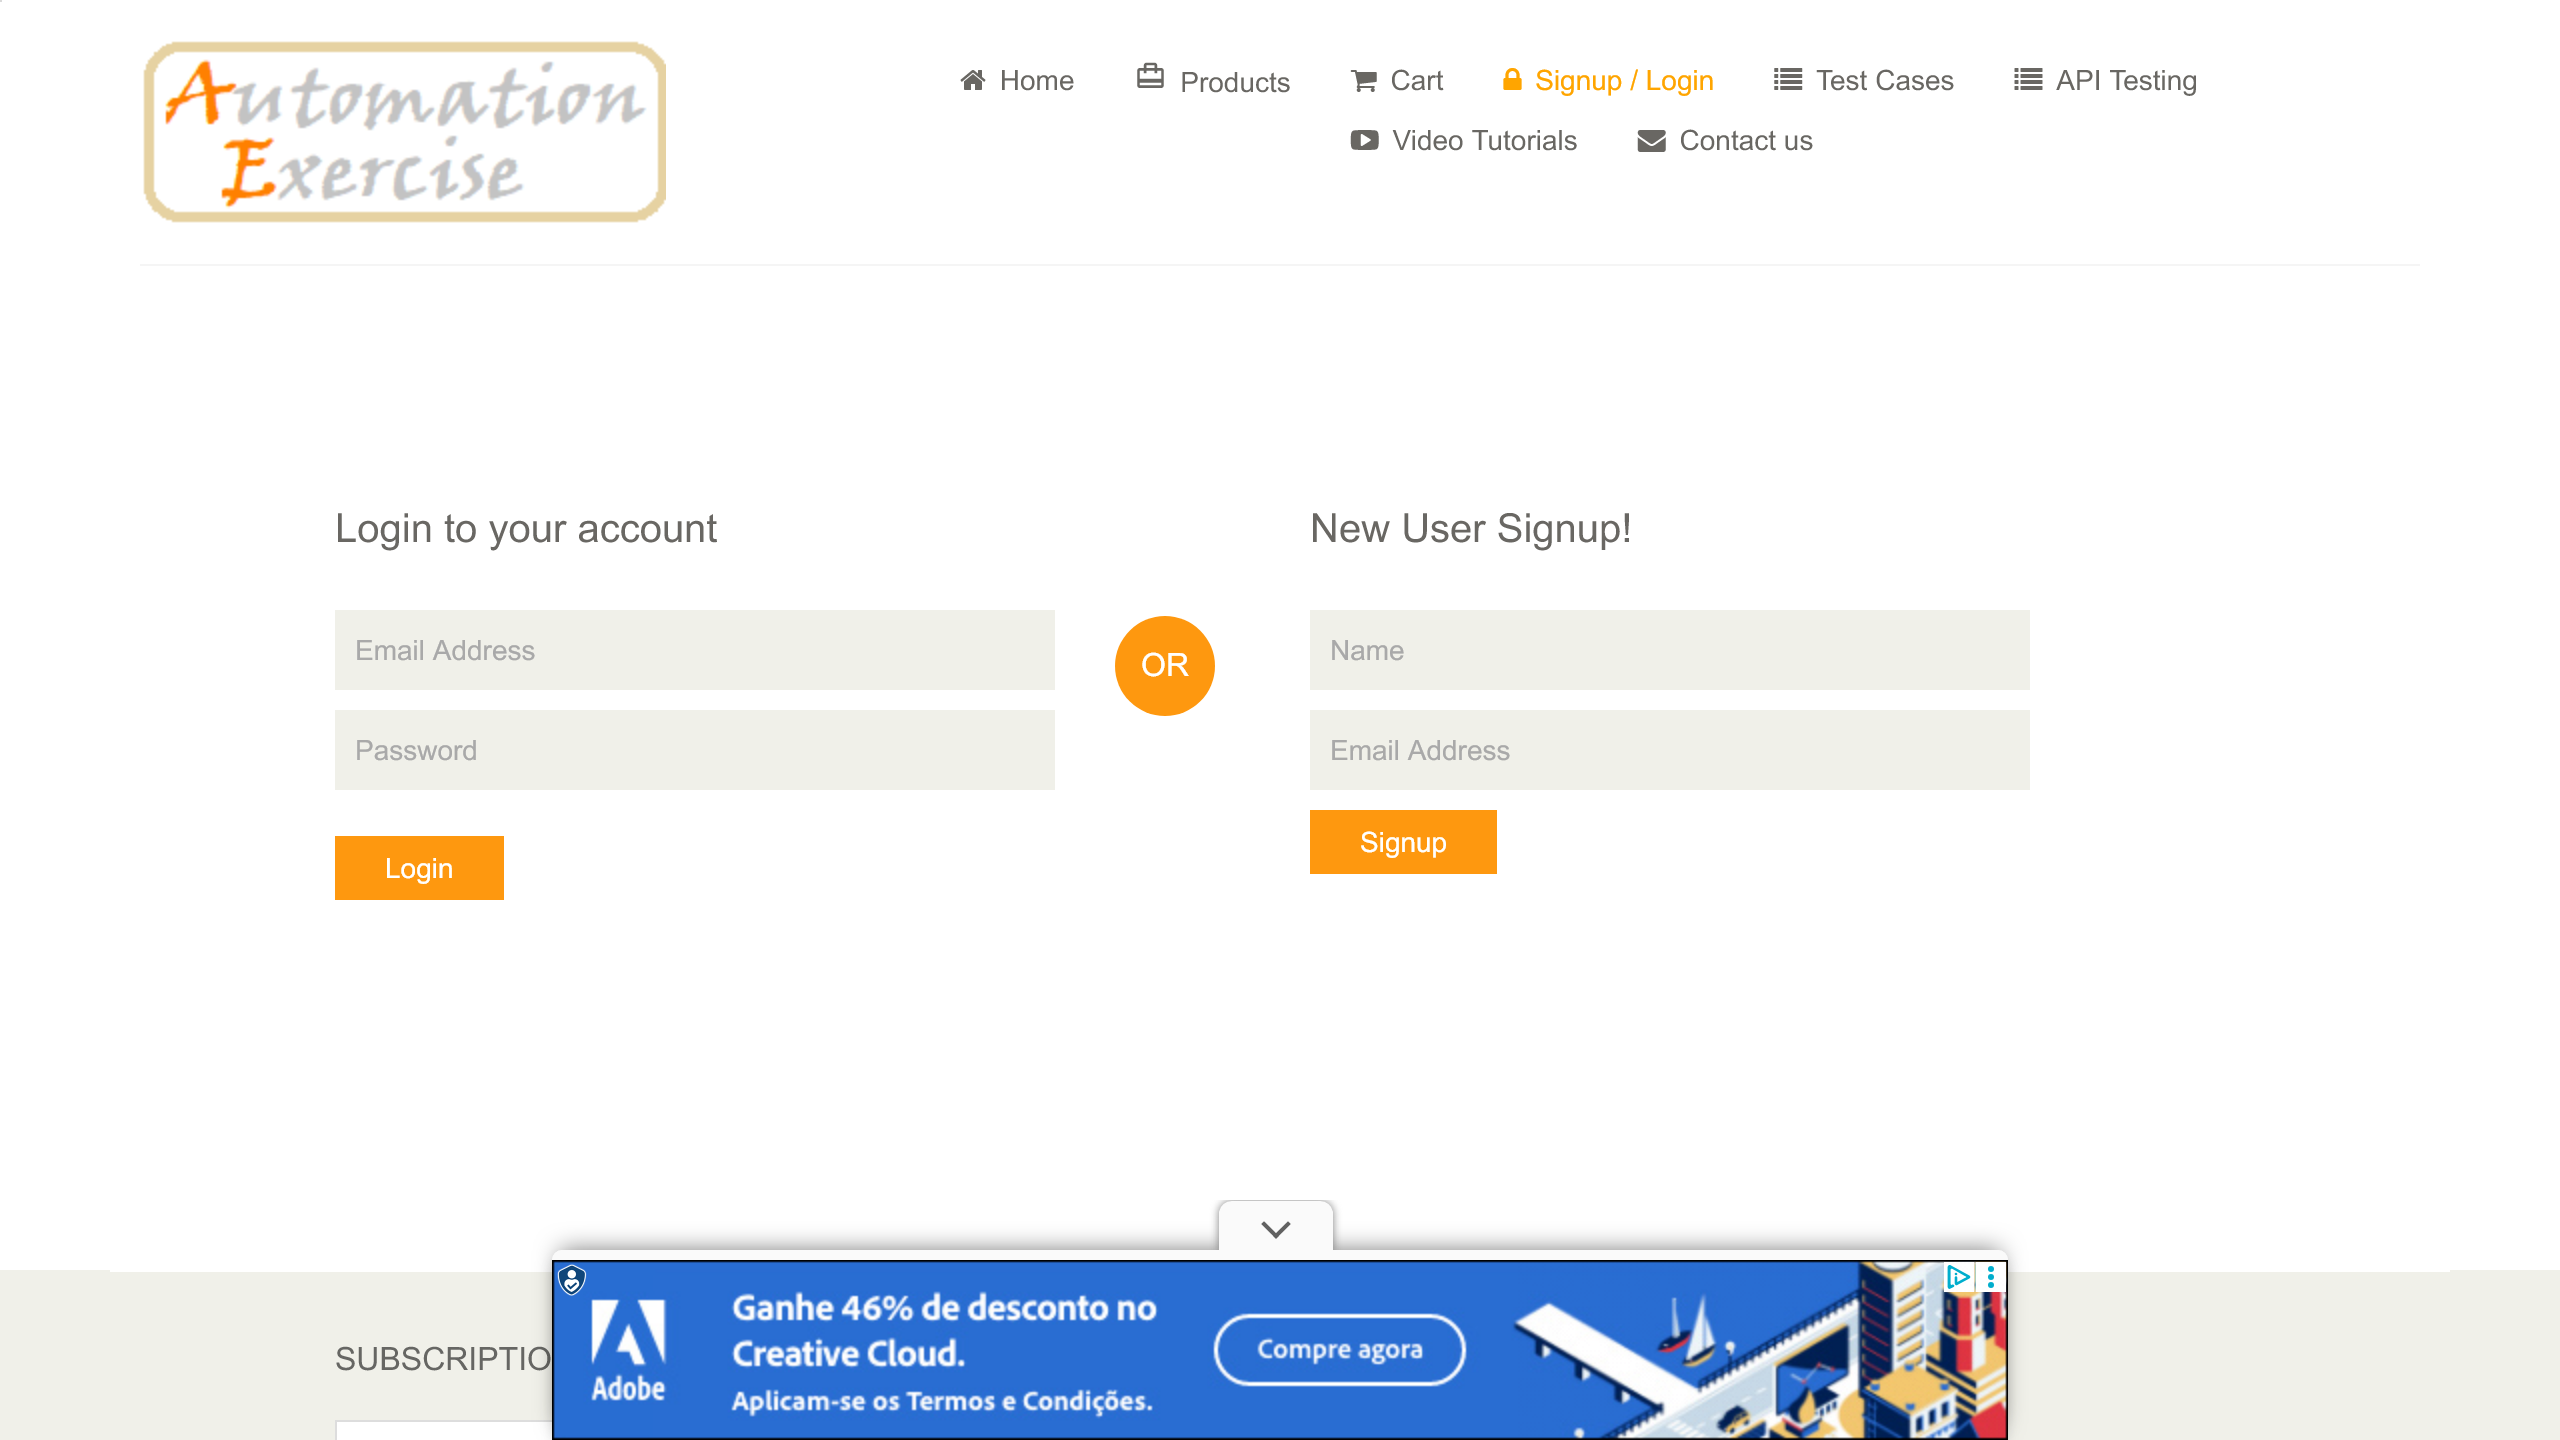 Automation
Exercise
Home
Products
Cart
Signup / Login
Test Cases
API Testing
Video Tutorials
Contact us
Login to your account
New User Signup!
Email Address
OR
Name
Password
Email Address
Login
Signup
SUBSCRIPTIO
Adobe
Ganhe 46% de desconto no
Creative Cloud.
Aplicam-se os Termos e Condições.
Compre agora